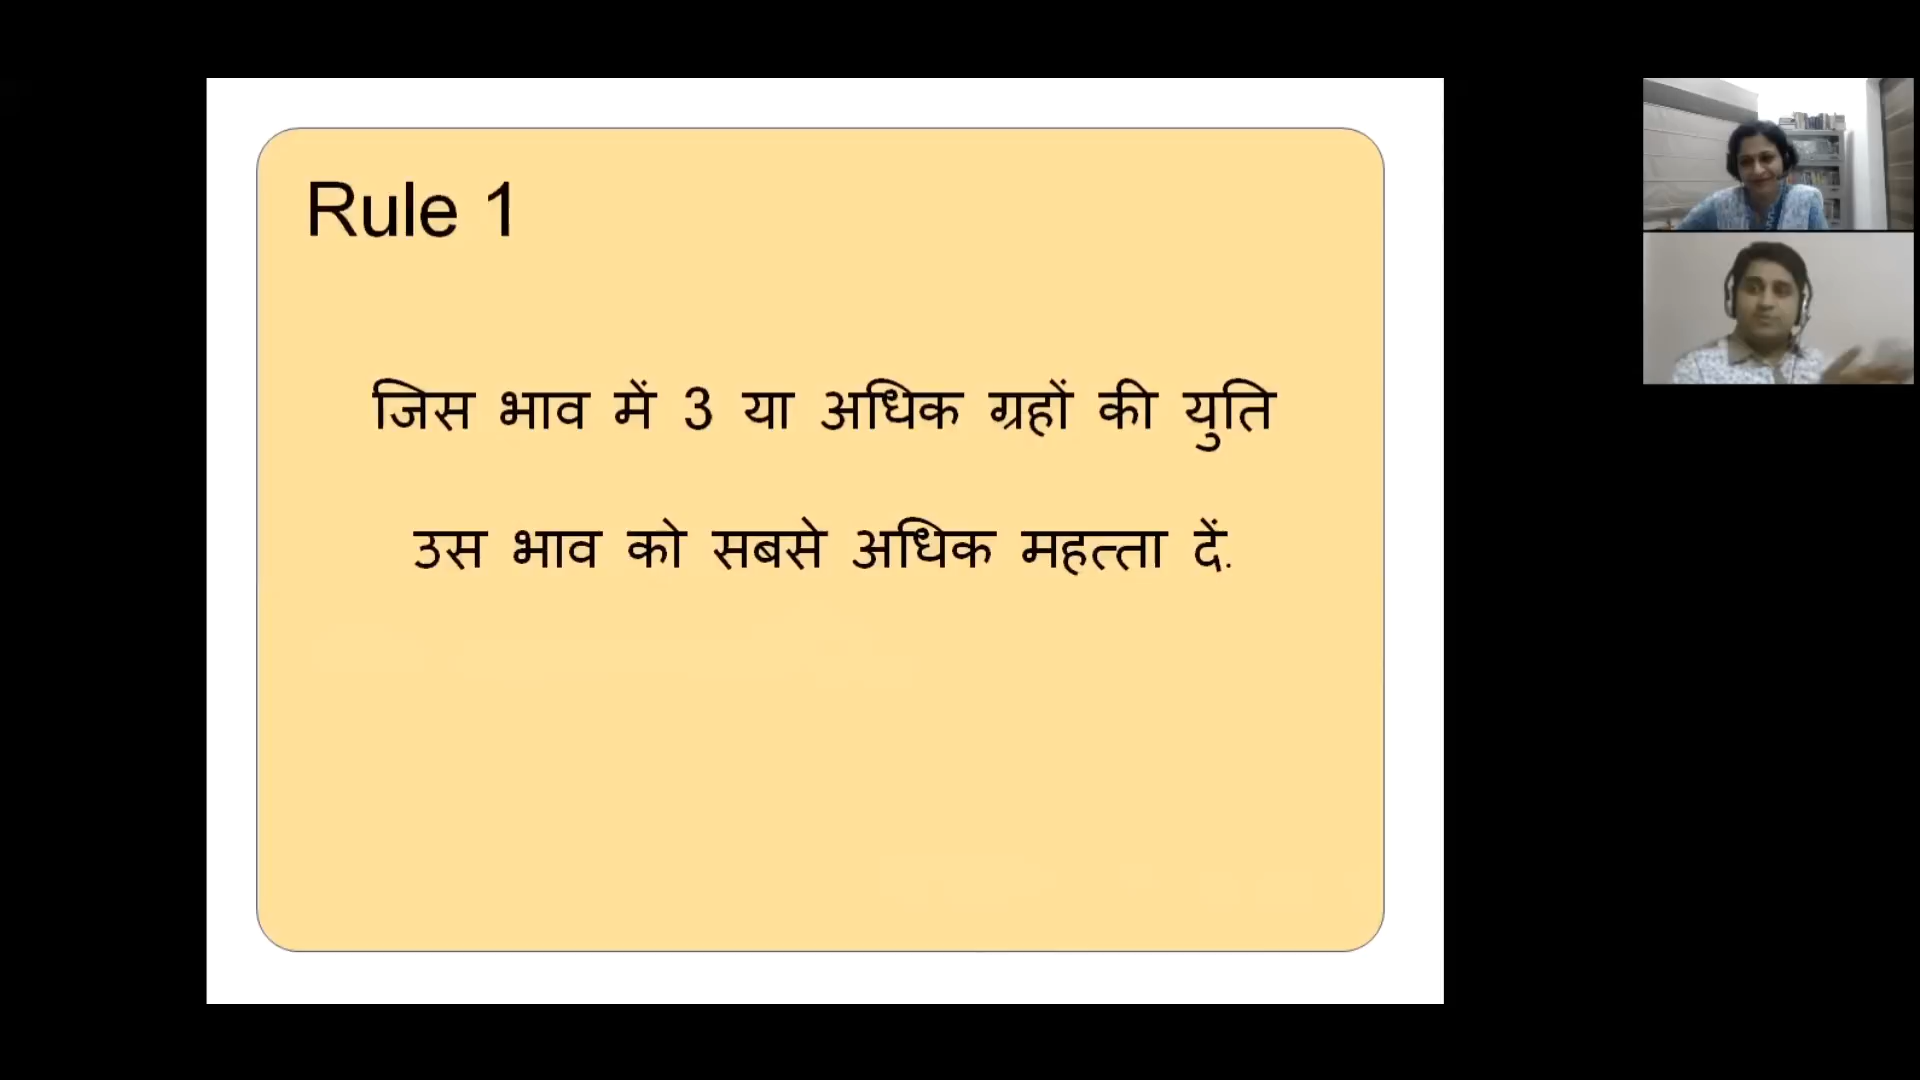 Rule 1
जिस भाव में 3 या अधिक ग्रहों की युति
उस भाव को सबसे अधिक महत्ता दें.